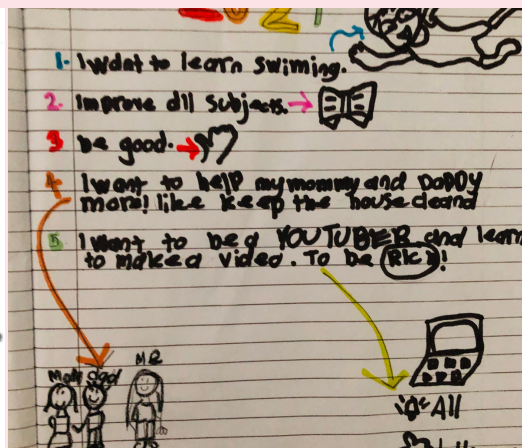 2021
1. I wdnt to learn swiming.
2. Improve dll subjects.
3 be good.
4 I want to help my mommy and DaDDY
more! like keep the house cleand
5 I want to be a YOUTUBER and learn
to make a video. To be Rich!
Mom dad ME
All